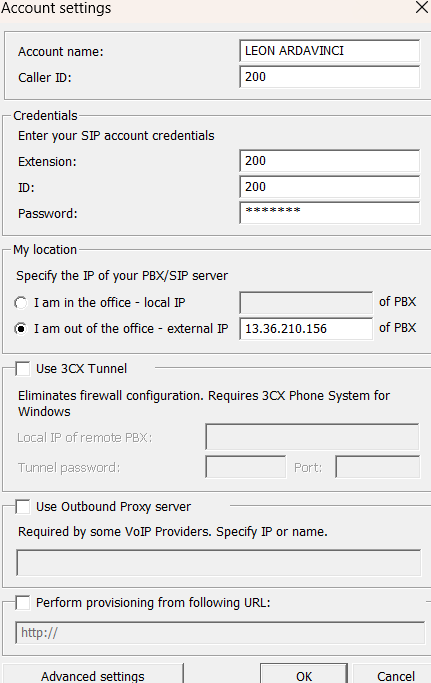 Account settings
Account name: LEON ARDAVINCI
Caller ID: 200
Credentials
Enter your SIP account credentials
Extension: 200
ID: 200
Password: *******
My location
Specify the IP of your PBX/SIP server
I am in the office - local IP of PBX
I am out of the office - external IP 13.36.210.156 of PBX
Use 3CX Tunnel
Eliminates firewall configuration. Requires 3CX Phone System for
Windows
Local IP of remote PBX:
Tunnel password: Port:
Use Outbound Proxy server
Required by some VoIP Providers. Specify IP or name.
Perform provisioning from following URL:
http://
Advanced settings OK Cancel